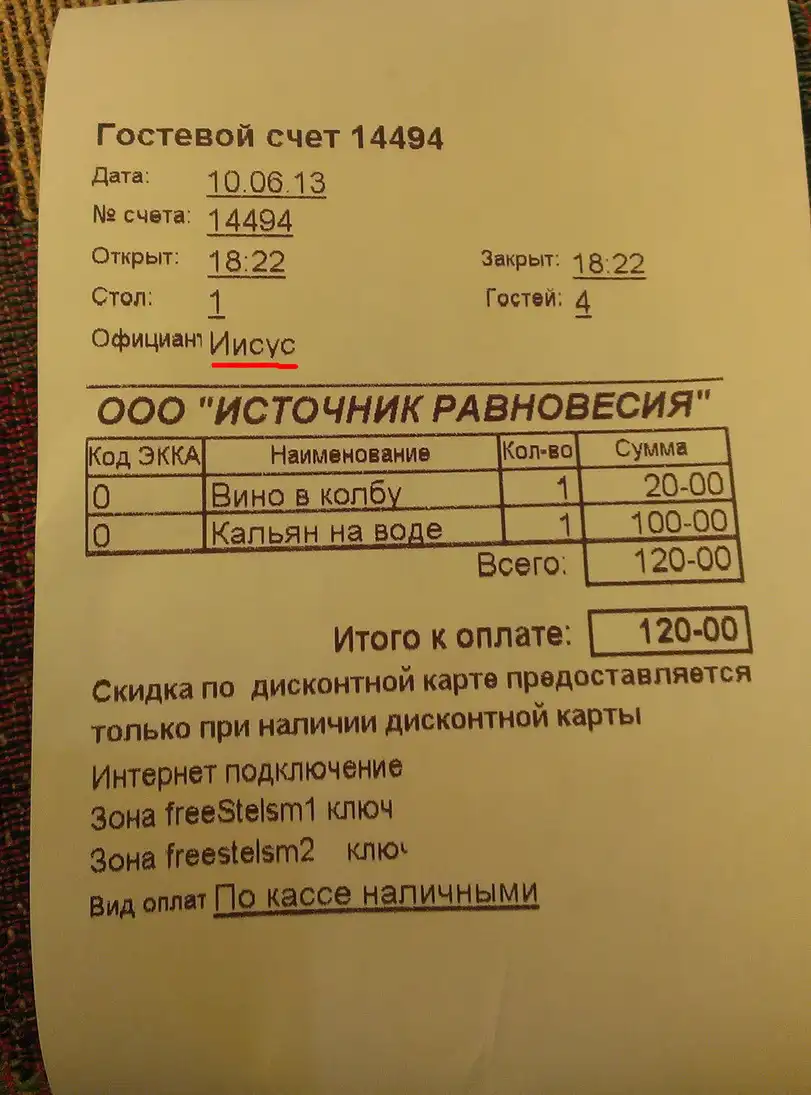 Гостевой счет 14494
Дата: 10.06.13
№ счета: 14494
Открыт: 18:22 Закрыт: 18:22
Стол: 1 Гостей: 4
Официант Иисус
ООО "ИСТОЧНИК РАВНОВЕСИЯ"
Код ЭККА Наименование Кол-во Сумма
0 Вино в колбу 1 20-00
0 Кальян на воде 1 100-00
Всего: 120-00
Итого к оплате: 120-00
Скидка по дисконтной карте предоставляется
только при наличии дисконтной карты
Интернет подключение
Зона freeStelsm1 ключ
Зона freestelsm2 ключ
Вид оплат По кассе наличными